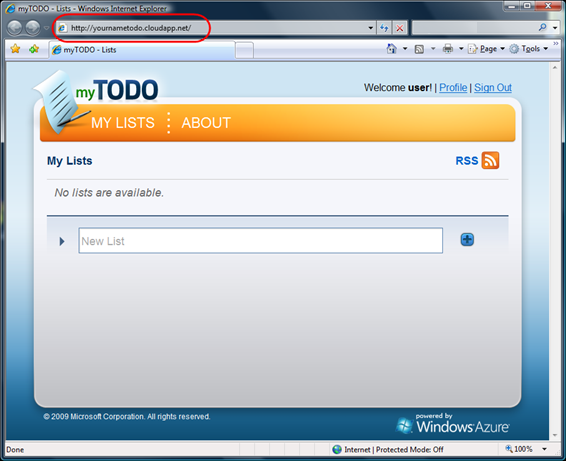 myTODO - Lists - Windows Internet Explorer
http://yournametodo.cloudapp.net/
myTODO - Lists
Page
Tools
myTODO
Welcome user! | Profile | Sign Out
MY LISTS
ABOUT
My Lists
RSS
No lists are available.
New List
© 2009 Microsoft Corporation. All rights reserved.
powered by
Windows Azure
Done
Internet | Protected Mode: Off
100%